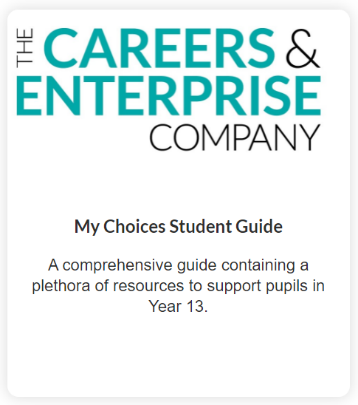 THE CAREERS &
ENTERPRISE
COMPANY
My Choices Student Guide
A comprehensive guide containing a
plethora of resources to support pupils in
Year 13.